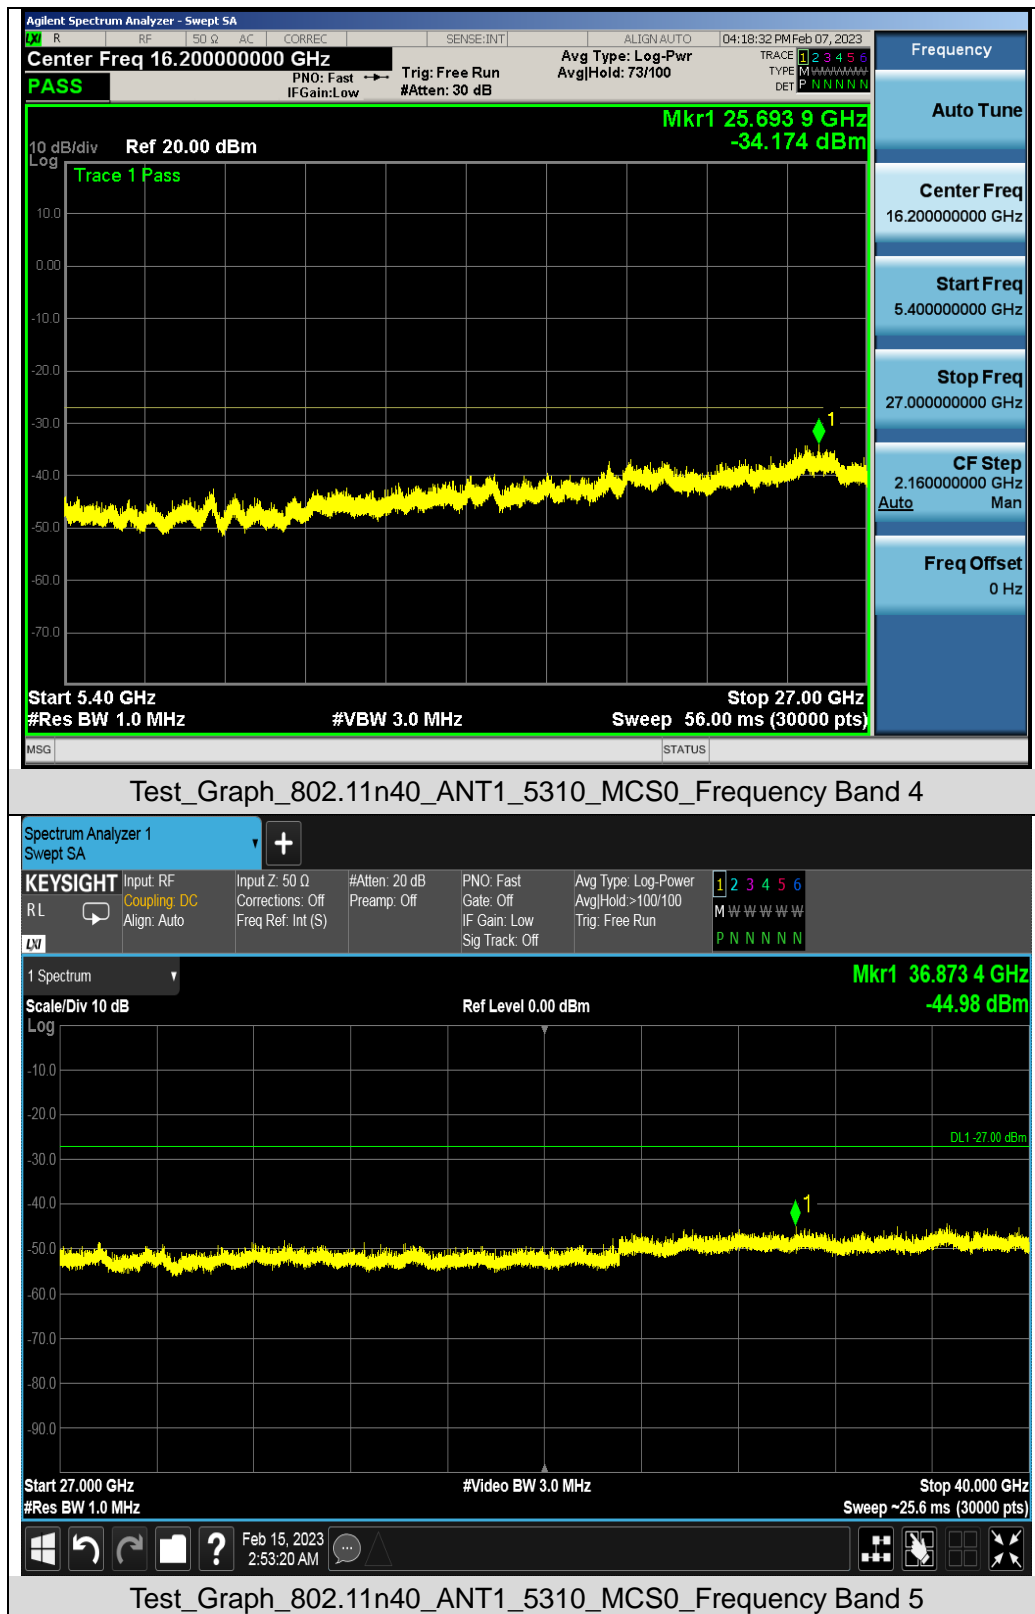 Agilent Spectrum Analyzer - Swept SA
LXI R RF 50 Ω AC CORREC SENSE:INT ALIGN AUTO 04:18:32 PM Feb 07, 2023
Center Freq 16.200000000 GHz
PASS
PNO: Fast
IFGain:Low
Trig: Free Run
#Atten: 30 dB
Avg Type: Log-Pwr
Avg|Hold: 73/100
TRACE 1 2 3 4 5 6
TYPE M W W W W W
DET P N N N N N
Mkr1 25.693 9 GHz
-34.174 dBm
10 dB/div Ref 20.00 dBm
Log
Trace 1 Pass
10.0
0.00
-10.0
-20.0
-30.0
-40.0
-50.0
-60.0
-70.0
1
Start 5.40 GHz Stop 27.00 GHz
#Res BW 1.0 MHz #VBW 3.0 MHz Sweep 56.00 ms (30000 pts)
MSG STATUS
Frequency
Auto Tune
Center Freq
16.200000000 GHz
Start Freq
5.400000000 GHz
Stop Freq
27.000000000 GHz
CF Step
2.160000000 GHz
Auto Man
Freq Offset
0 Hz
Test_Graph_802.11n40_ANT1_5310_MCS0_Frequency Band 4
Spectrum Analyzer 1
Swept SA
+
KEYSIGHT
R L
LXI
Input: RF
Coupling: DC
Align: Auto
Input Z: 50 Ω
Corrections: Off
Freq Ref: Int (S)
#Atten: 20 dB
Preamp: Off
PNO: Fast
Gate: Off
IF Gain: Low
Sig Track: Off
Avg Type: Log-Power
Avg|Hold:>100/100
Trig: Free Run
1 2 3 4 5 6
M W W W W W
P N N N N N
1 Spectrum
Mkr1 36.873 4 GHz
-44.98 dBm
Scale/Div 10 dB Ref Level 0.00 dBm
Log
-10.0
-20.0
DL1 -27.00 dBm
-30.0
-40.0
1
-50.0
-60.0
-70.0
-80.0
-90.0
Start 27.000 GHz #Video BW 3.0 MHz Stop 40.000 GHz
#Res BW 1.0 MHz Sweep ~25.6 ms (30000 pts)
?
Feb 15, 2023
2:53:20 AM
Test_Graph_802.11n40_ANT1_5310_MCS0_Frequency Band 5